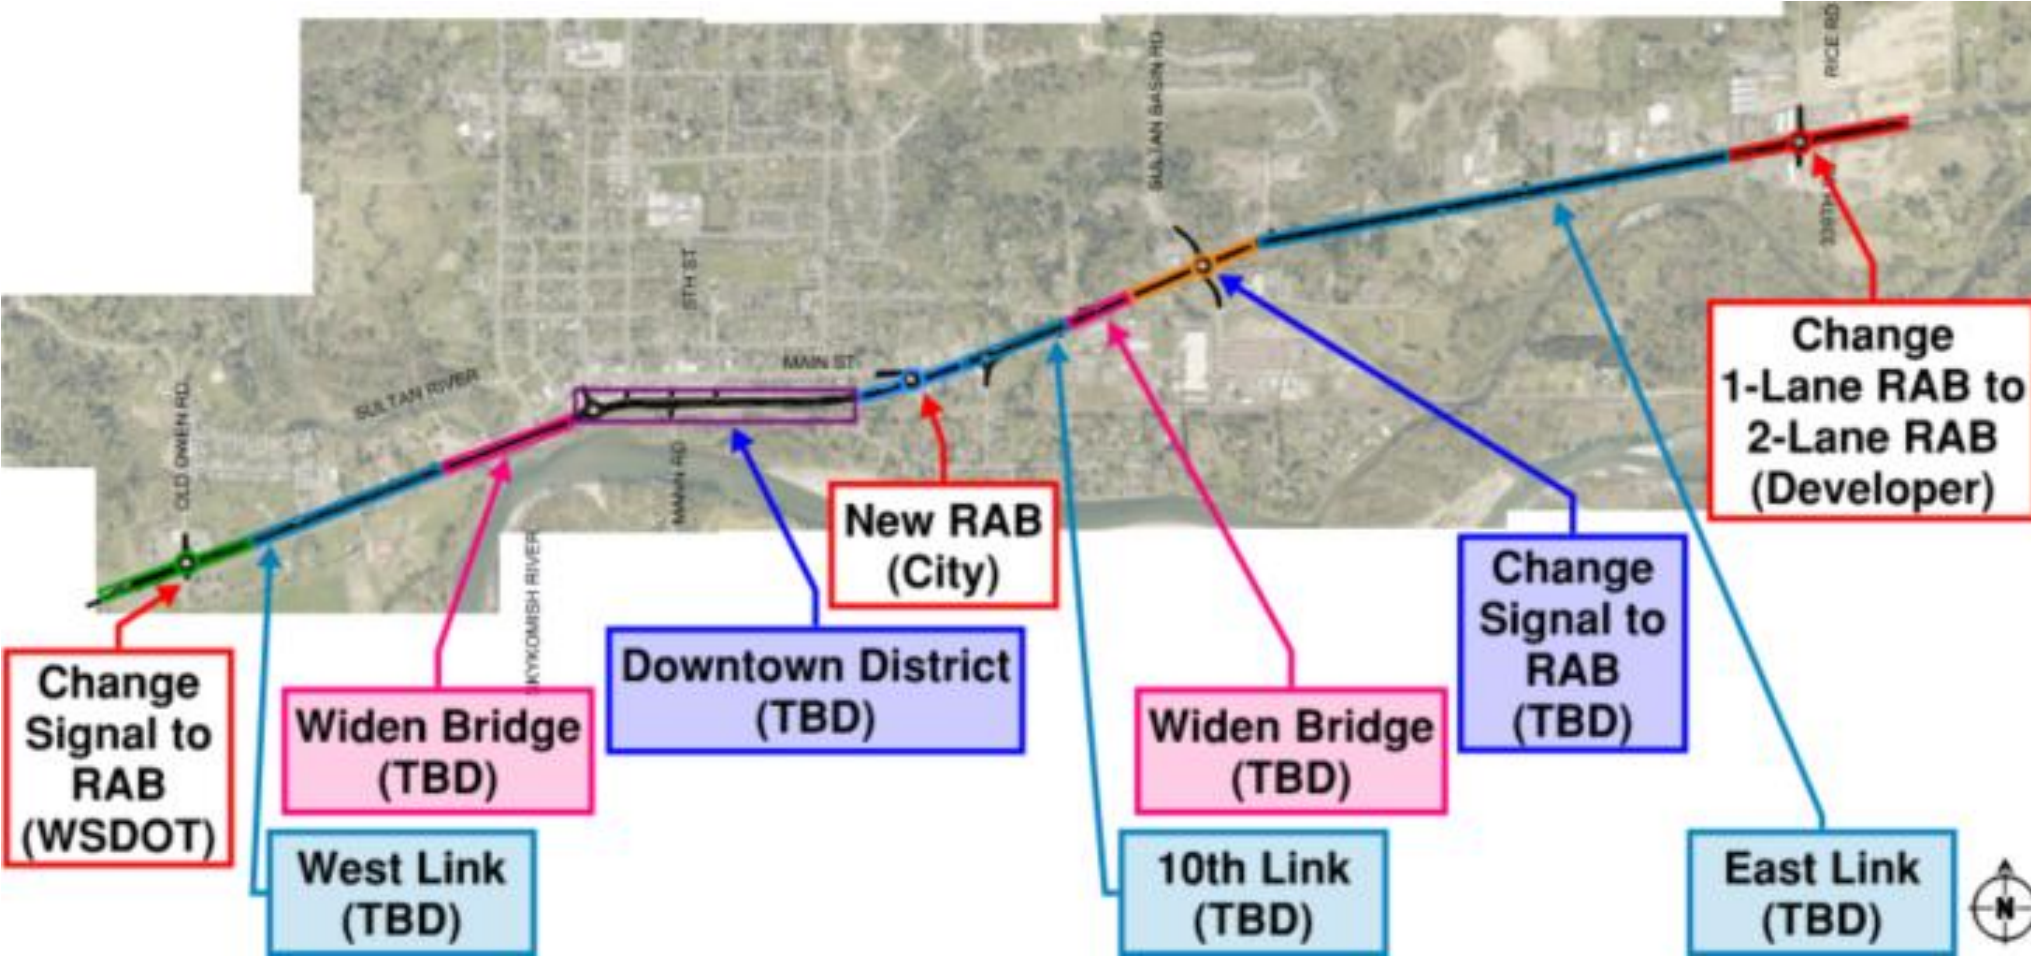 RICE RD
SULTAN BASIN RD
339TH
5TH ST
MAIN ST
SULTAN RIVER
OLD OWEN RD
MANN RD
SKYKOMISH RIVER
Change
1-Lane RAB to
2-Lane RAB
(Developer)
New RAB
(City)
Change
Signal to
RAB
(TBD)
Downtown District
(TBD)
Change
Signal to
RAB
(WSDOT)
Widen Bridge
(TBD)
Widen Bridge
(TBD)
West Link
(TBD)
10th Link
(TBD)
East Link
(TBD)
N